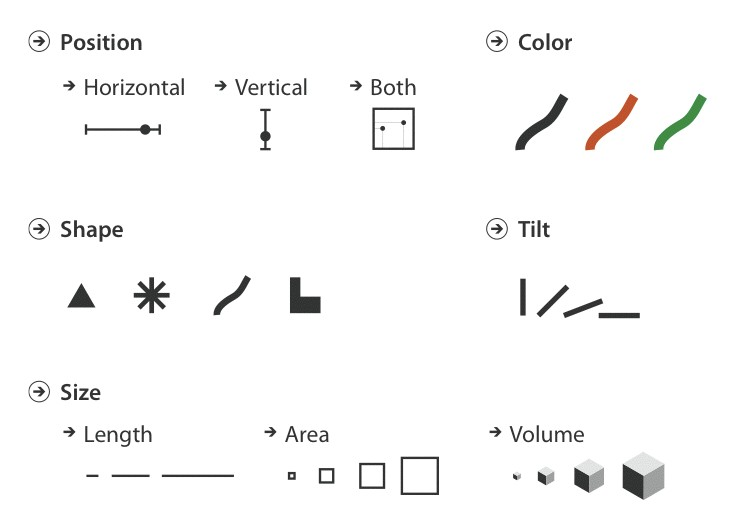 Position
Horizontal
Vertical
Both
Color
Shape
Tilt
Size
Length
Area
Volume